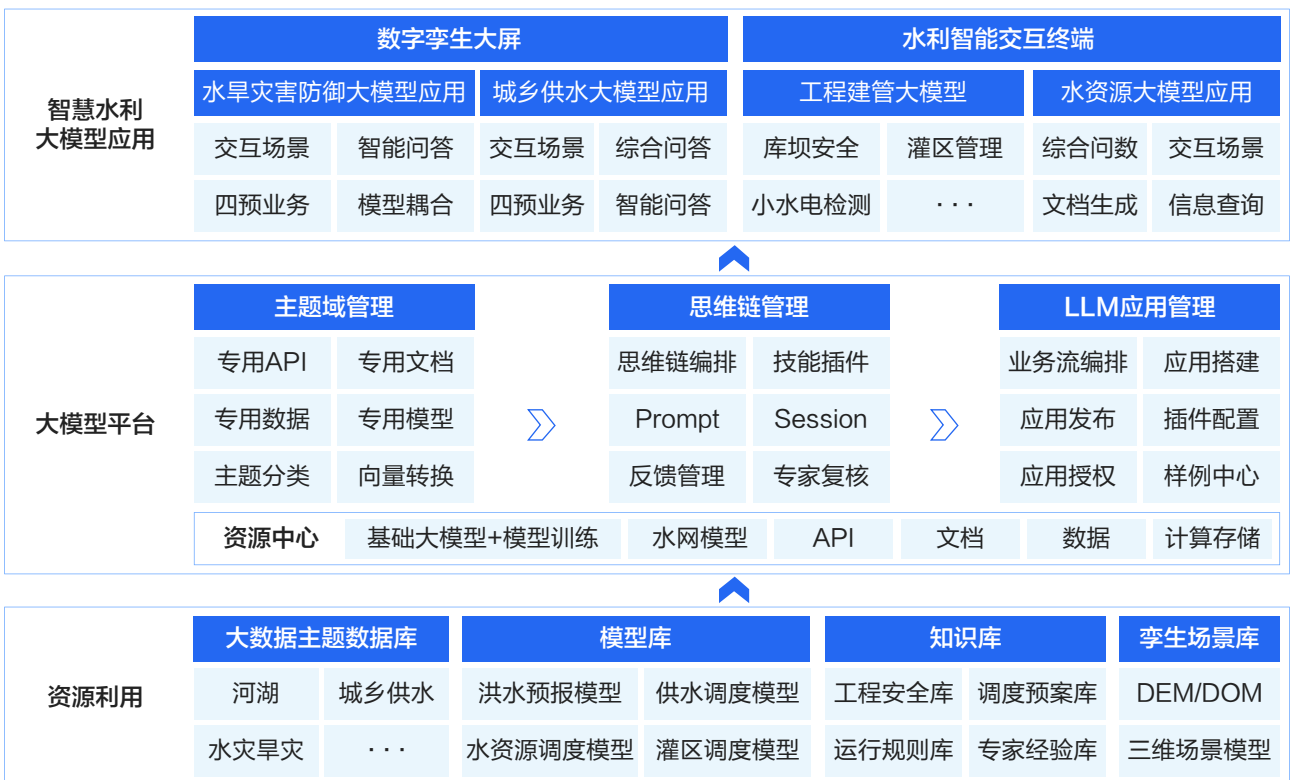 数字孪生大屏 水利智能交互终端
水旱灾害防御大模型应用 城乡供水大模型应用 工程建管大模型 水资源大模型应用
智慧水利
大模型应用
交互场景 智能问答 交互场景 综合问答 库坝安全 灌区管理 综合问数 交互场景
四预业务 模型耦合 四预业务 智能问答 小水电检测 ··· 文档生成 信息查询
主题域管理 思维链管理 LLM应用管理
专用API 专用文档 思维链编排 技能插件 业务流编排 应用搭建
大模型平台
专用数据 专用模型 Prompt Session 应用发布 插件配置
主题分类 向量转换 反馈管理 专家复核 应用授权 样例中心
资源中心 基础大模型+模型训练 水网模型 API 文档 数据 计算存储
大数据主题数据库 模型库 知识库 孪生场景库
资源利用
河湖 城乡供水 洪水预报模型 供水调度模型 工程安全库 调度预案库 DEM/DOM
水灾旱灾 ··· 水资源调度模型 灌区调度模型 运行规则库 专家经验库 三维场景模型